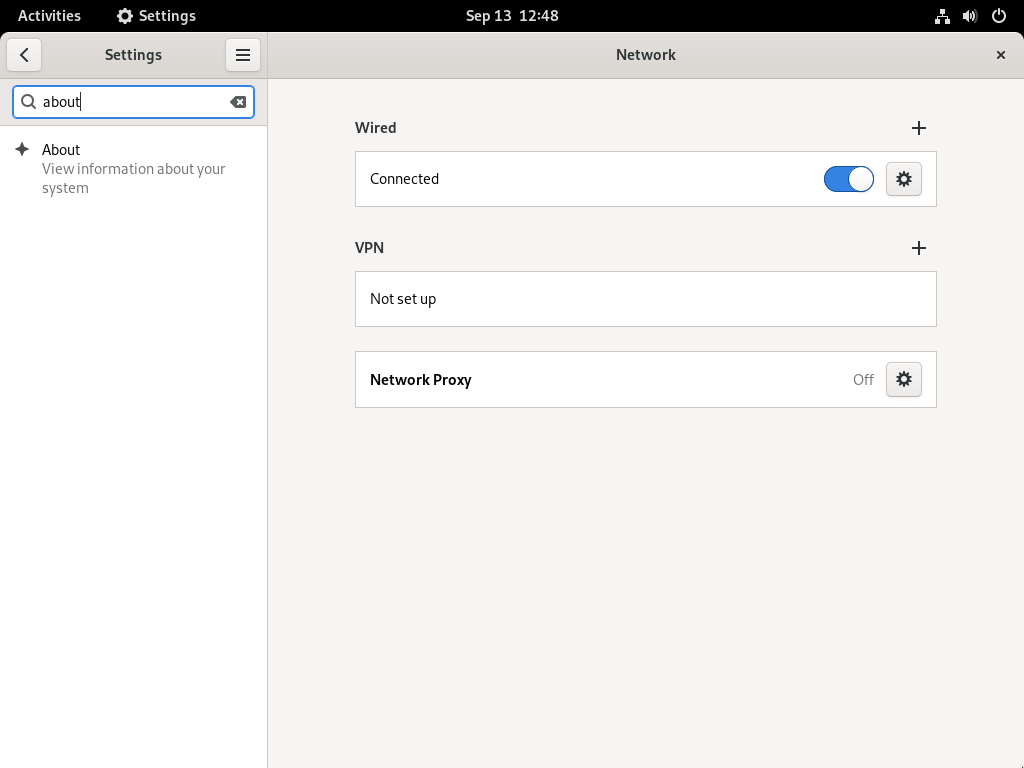 Activities
Settings
Sep 13 12:48
Settings
Network
about
About
View information about your
system
Wired
Connected
VPN
Not set up
Network Proxy
Off